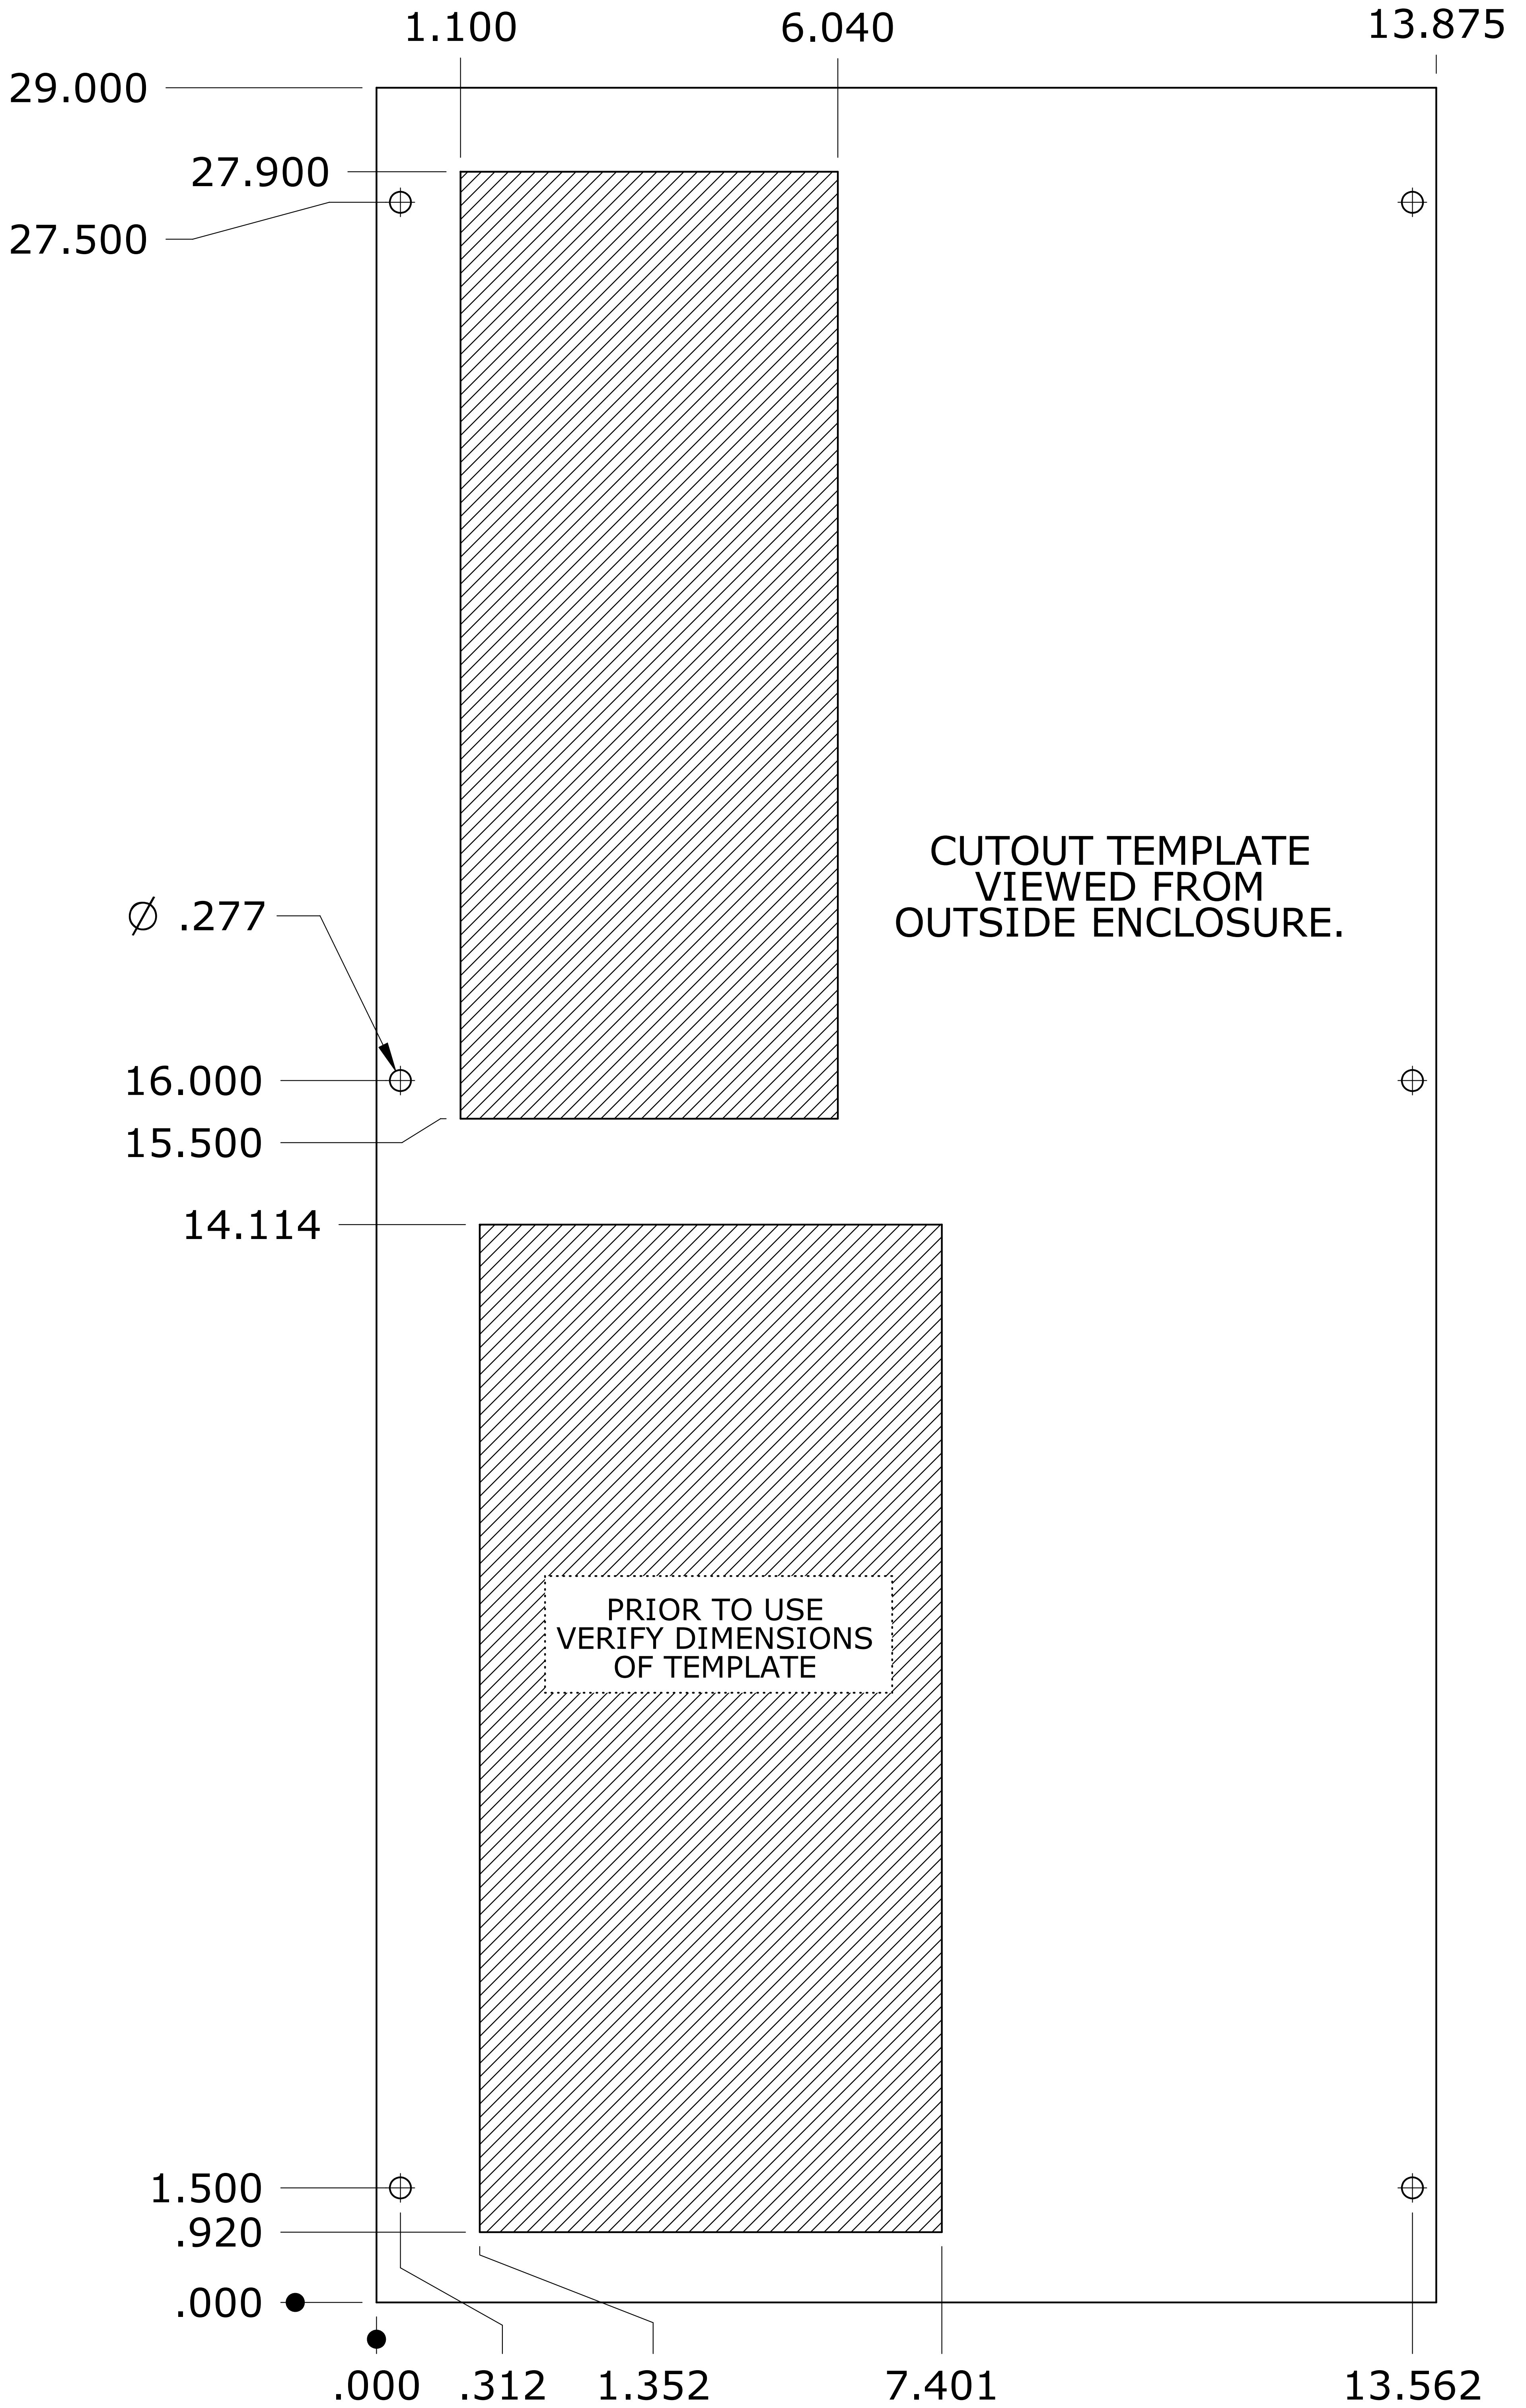 1.100 6.040 13.875
29.000
27.900
27.500
CUTOUT TEMPLATE
VIEWED FROM
OUTSIDE ENCLOSURE.
∅ .277
16.000
15.500
14.114
PRIOR TO USE
VERIFY DIMENSIONS
OF TEMPLATE
1.500
.920
.000
.000 .312 1.352 7.401 13.562